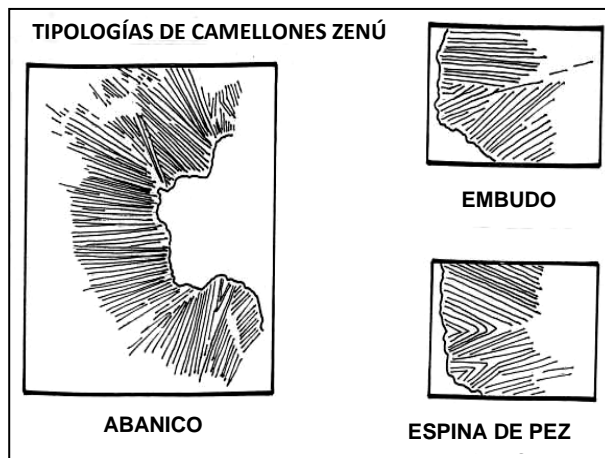 TIPOLOGÍAS DE CAMELLONES ZENÚ
EMBUDO
ABANICO
ESPINA DE PEZ